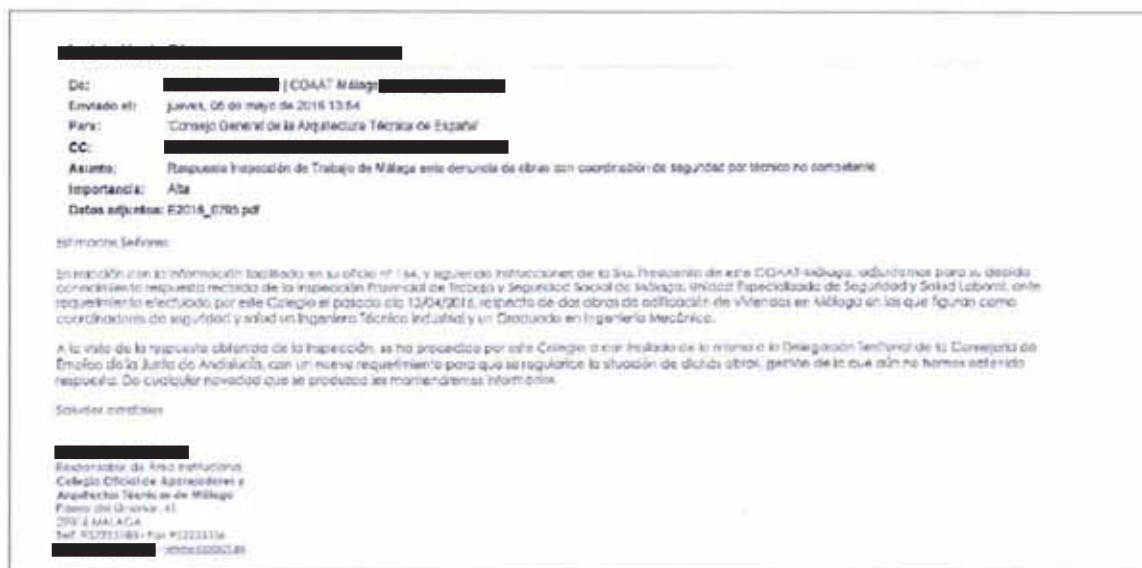 De: | COAAT Málaga
Enviado el: jueves, 05 de mayo de 2016 13:54
Para: 'Consejo General de la Arquitectura Técnica de España'
CC:
Asunto: Respuesta Inspección de Trabajo de Málaga ante denuncia de obras con coordinación de seguridad por técnico no competente
Importancia: Alta
Datos adjuntos: E2016_0795.pdf
Estimados Señores:
En relación con la información facilitada en su oficio nº 164, y siguiendo instrucciones de la Sra. Presidenta de este COAAT-Málaga, adjuntamos para su debido
conocimiento respuesta recibida de la Inspección Provincial de Trabajo y Seguridad Social de Málaga, Unidad Especializada de Seguridad y Salud Laboral, ante
requerimiento efectuado por este Colegio el pasado día 13/04/2016, respecto de dos obras de edificación de viviendas en Málaga en las que figuran como
coordinadores de seguridad y salud un Ingeniero Técnico Industrial y un Graduado en Ingeniería Mecánica.
A la vista de la respuesta obtenida de la Inspección, se ha procedido por este Colegio a dar traslado de la misma a la Delegación Territorial de la Consejería de
Empleo de la Junta de Andalucía, con un nuevo requerimiento para que se regularice la situación de dichas obras, gestión de la que aún no hemos obtenido
respuesta. De cualquier novedad que se produzca les mantendremos informados.
Saludos cordiales
Responsable de Área Institucional
Colegio Oficial de Aparejadores y
Arquitectos Técnicos de Málaga
Paseo del Limonar, 41
MALAGA